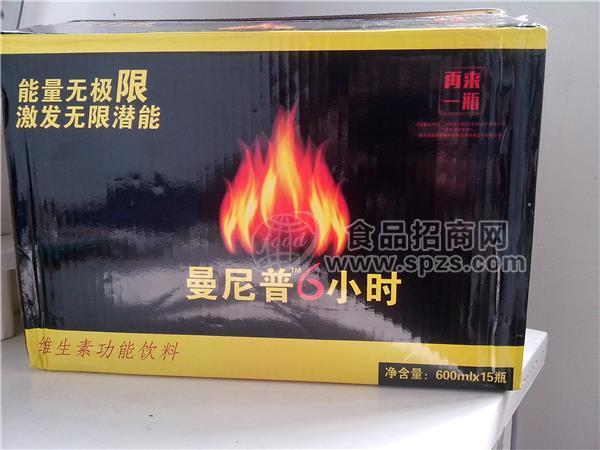 能量无极限
激发无限潜能
再来
一瓶
食品招商网
www.spzs.com
food
曼尼普™6小时
维生素功能饮料
净含量：600mlx15瓶